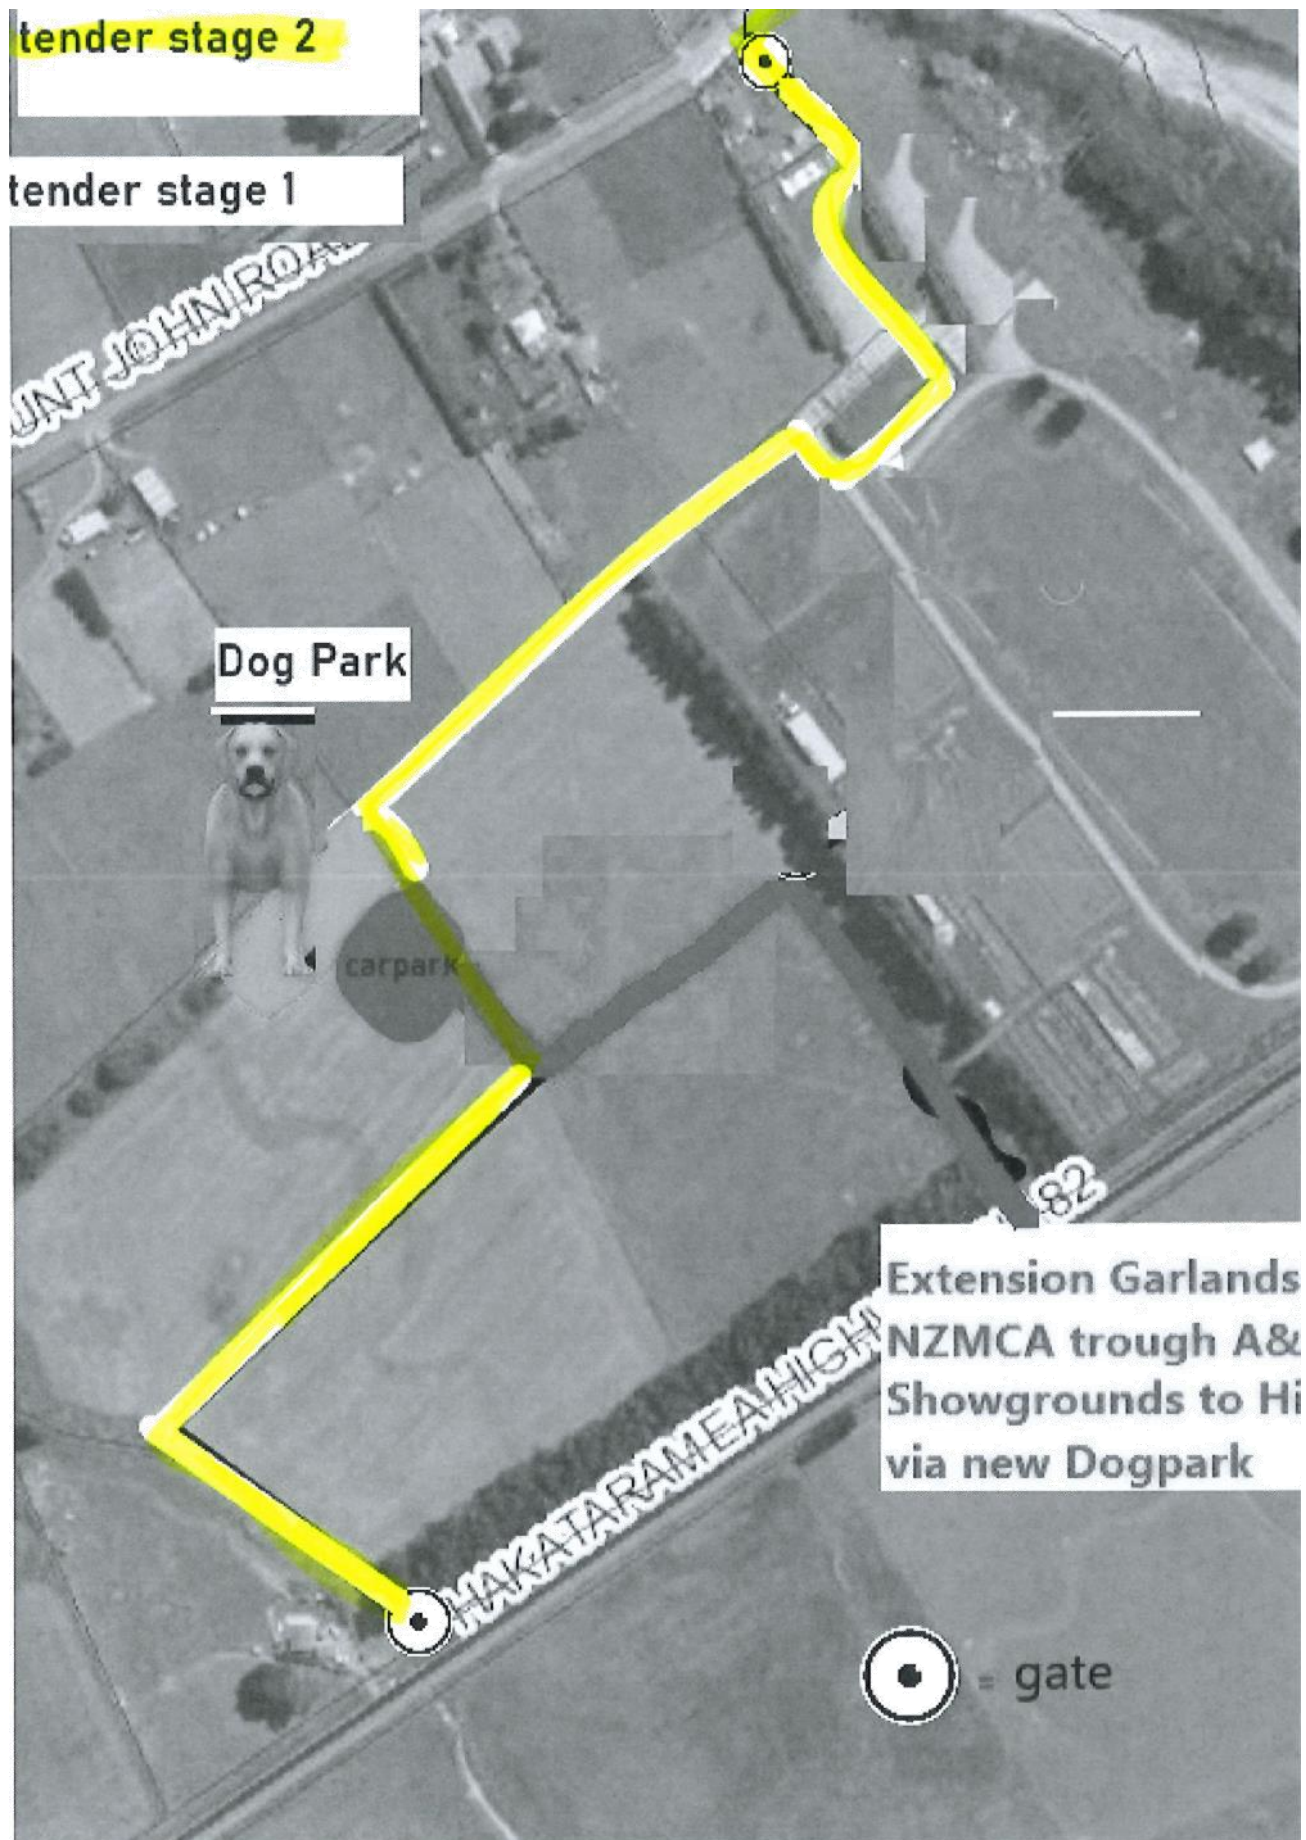 tender stage 2
tender stage 1
UNT JOHN ROAD
Dog Park
carpark
HAKATARAMEA HIGH
82
Extension Garlands
NZMCA trough A&
Showgrounds to Hi
via new Dogpark
= gate